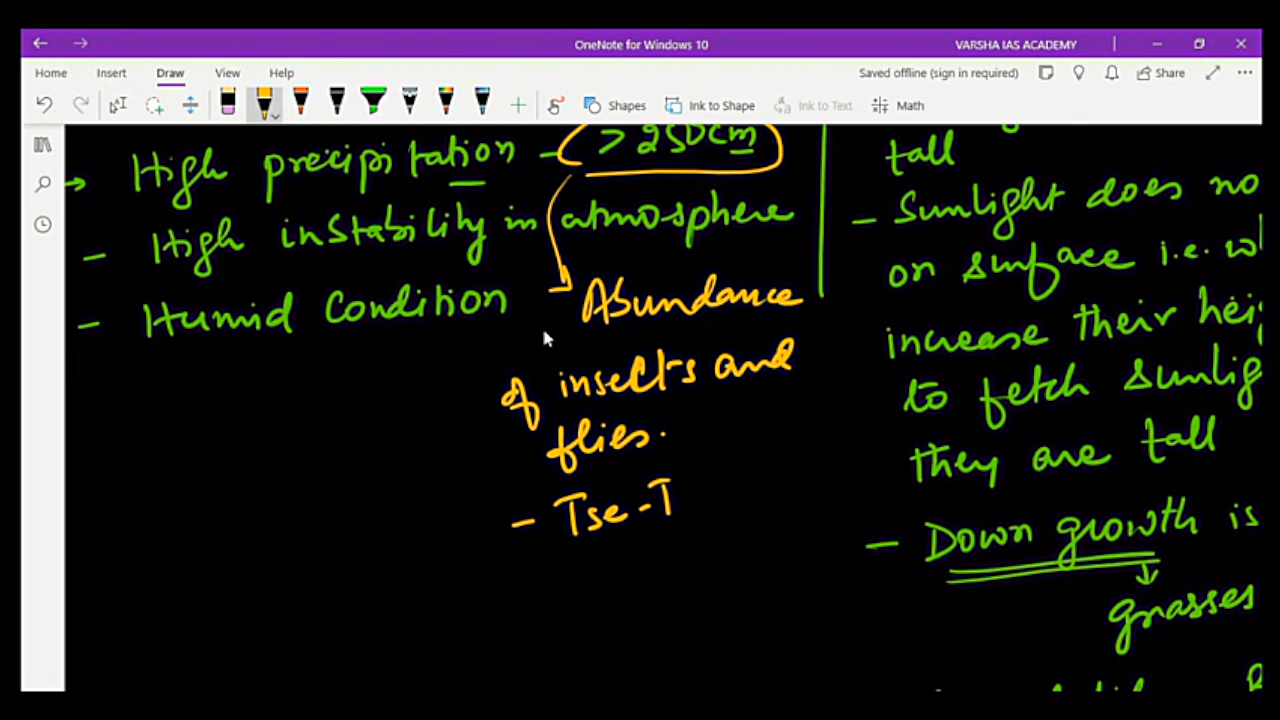 OneNote for Windows 10
VARSHA IAS ACADEMY
Home Insert Draw View Help
Saved offline (sign in required)
Share
Shapes
Ink to Shape
Ink to Text
Math
→ High precipitation - > 250cm
- High instability in atmosphere
- Humid Condition
Abundance
of insects and
flies.
- Tse-T
tall
- Sunlight does no
on surface i.e. w
increase their hei
to fetch sunlig
they are tall
- Down growth is
↓
grasses